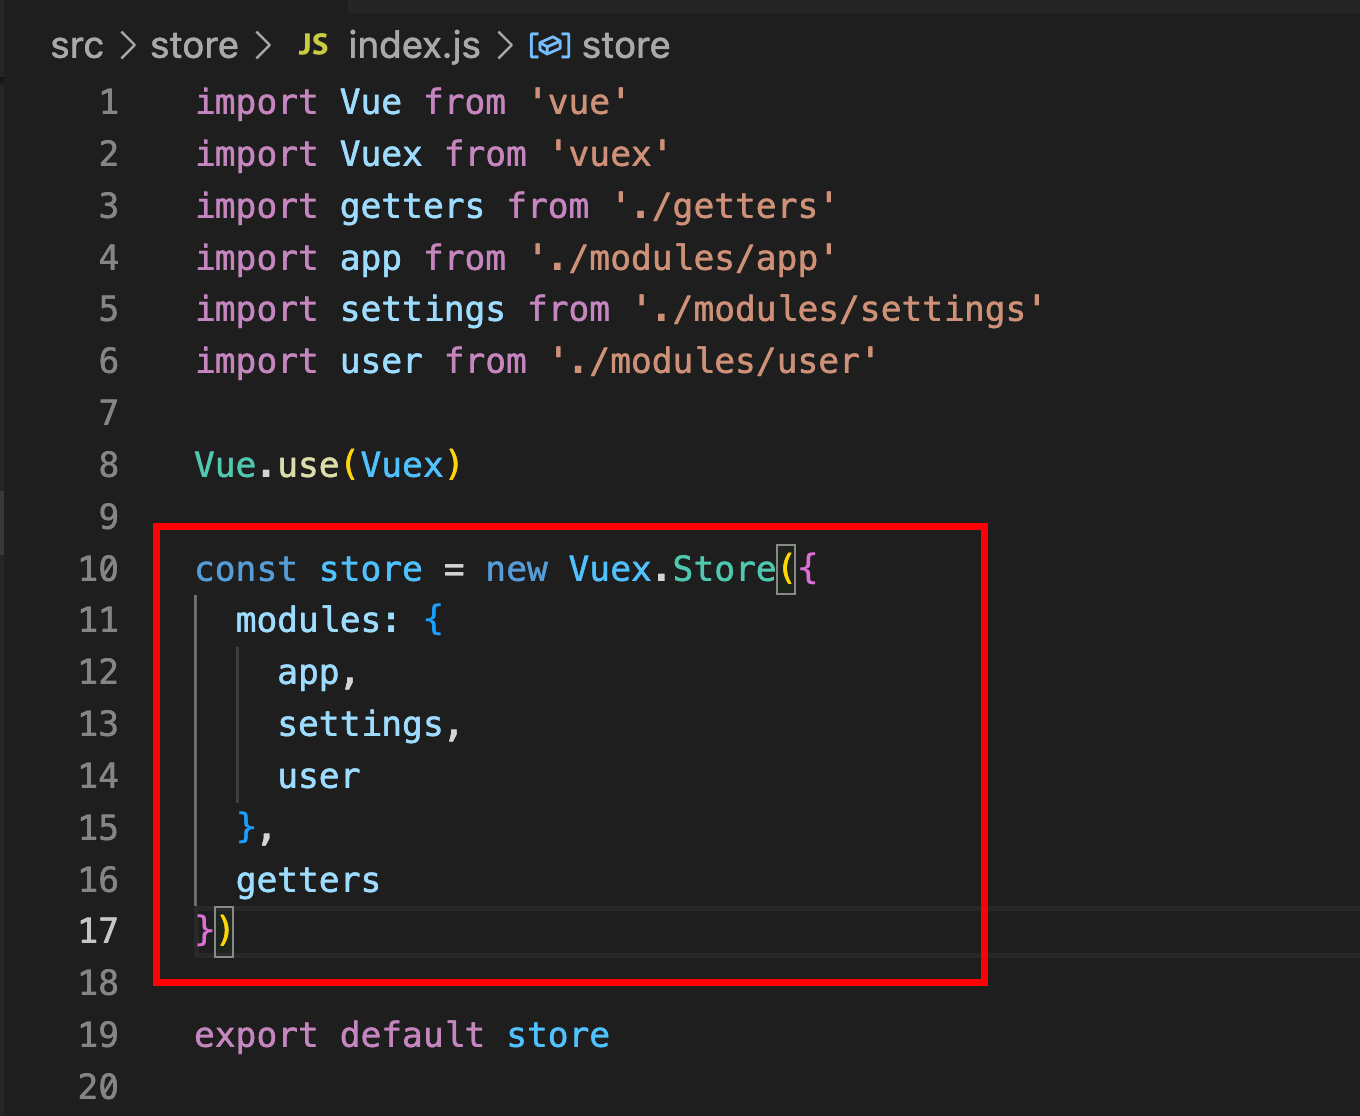 src > store > JS index.js > store
1 import Vue from 'vue'
2 import Vuex from 'vuex'
3 import getters from './getters'
4 import app from './modules/app'
5 import settings from './modules/settings'
6 import user from './modules/user'
7
8 Vue.use(Vuex)
9
10 const store = new Vuex.Store({
11   modules: {
12     app,
13     settings,
14     user
15   },
16   getters
17 })
18
19 export default store
20